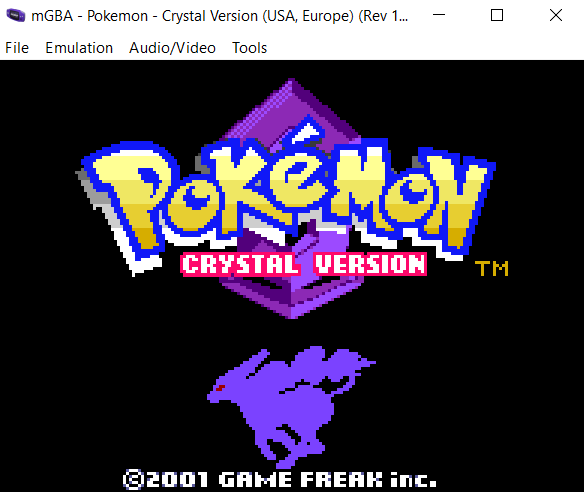 mGBA - Pokemon - Crystal Version (USA, Europe) (Rev 1...
File Emulation Audio/Video Tools
POKéMON
CRYSTAL VERSION
TM
©2001 GAME FREAK inc.